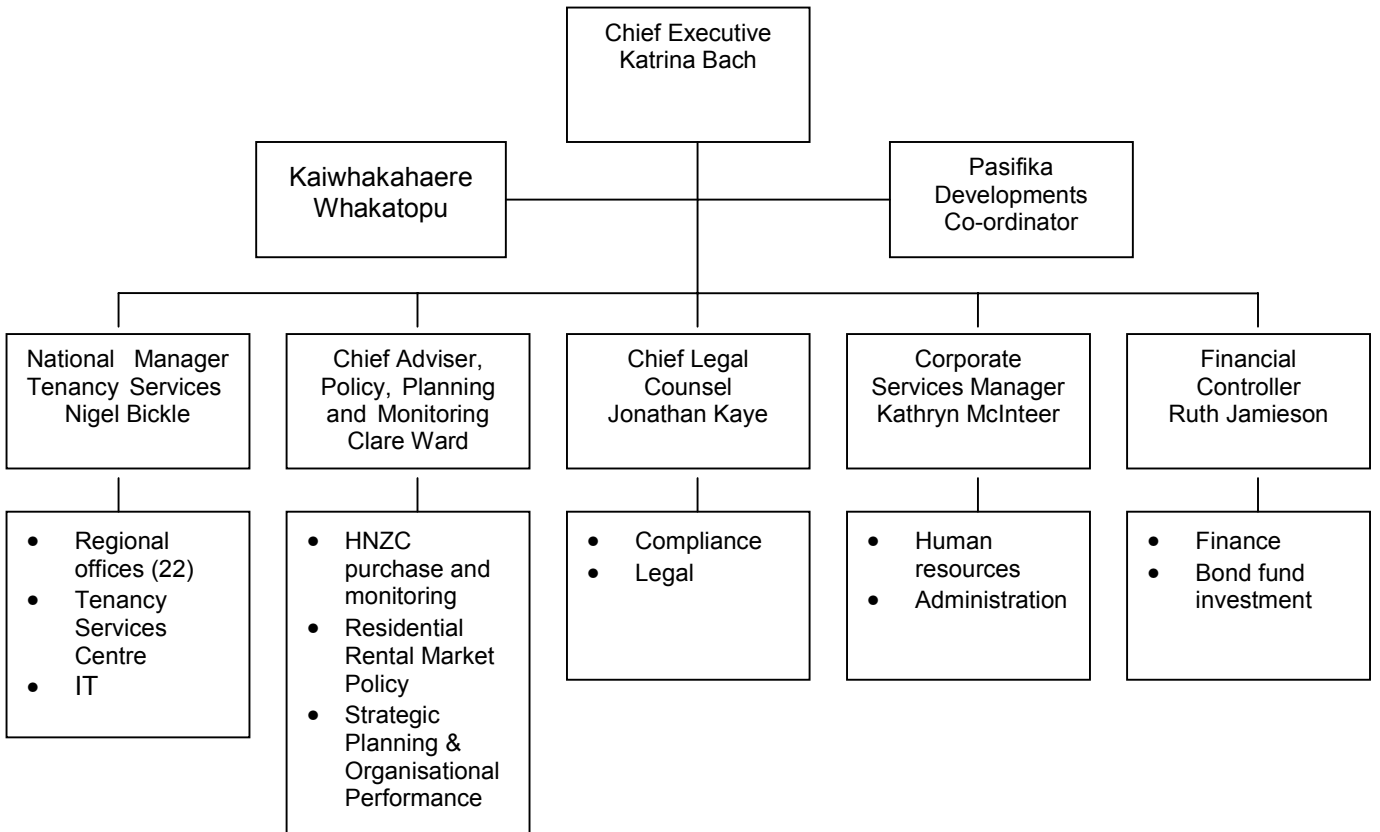 Chief Executive
Katrina Bach
Kaiwhakahaere
Whakatopu
Pasifika
Developments
Co-ordinator
National Manager
Tenancy Services
Nigel Bickle
Chief Adviser,
Policy, Planning
and Monitoring
Clare Ward
Chief Legal
Counsel
Jonathan Kaye
Corporate
Services Manager
Kathryn McInteer
Financial
Controller
Ruth Jamieson
• Regional
offices (22)
• Tenancy
Services
Centre
• IT
• HNZC
purchase and
monitoring
• Residential
Rental Market
Policy
• Strategic
Planning &
Organisational
Performance
• Compliance
• Legal
• Human
resources
• Administration
• Finance
• Bond fund
investment